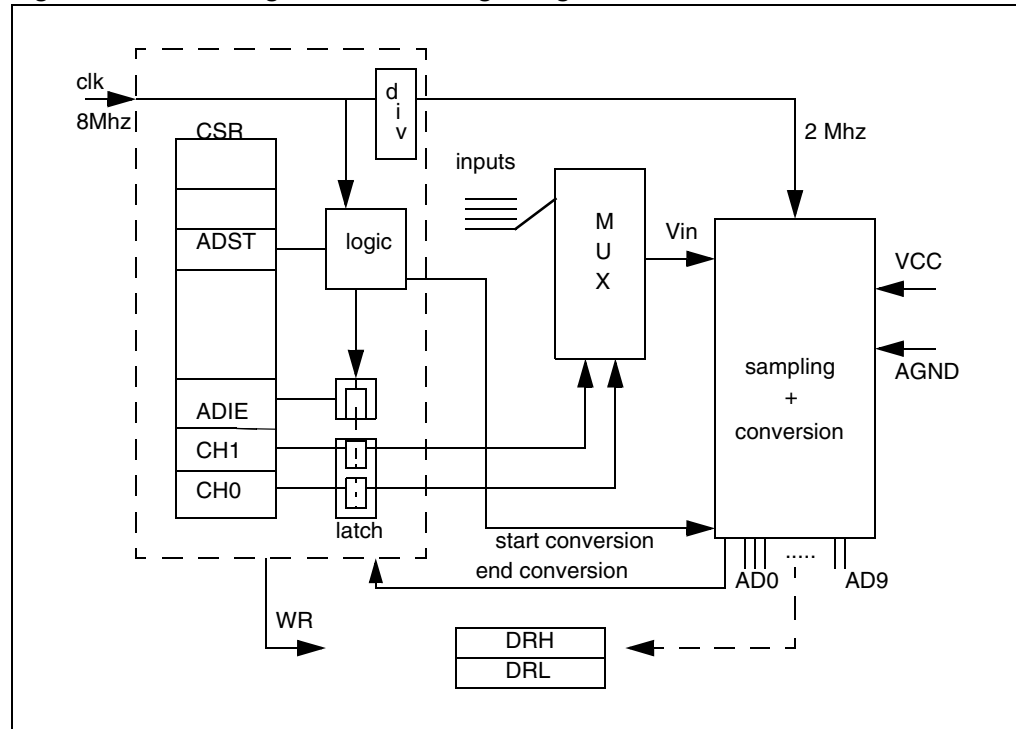 clk
8Mhz
CSR
ADST
ADIE
CH1
CH0
d
i
v
logic
latch
inputs
M
U
X
Vin
2 Mhz
VCC
AGND
sampling
+
conversion
start conversion
end conversion
AD0
.....
AD9
WR
DRH
DRL